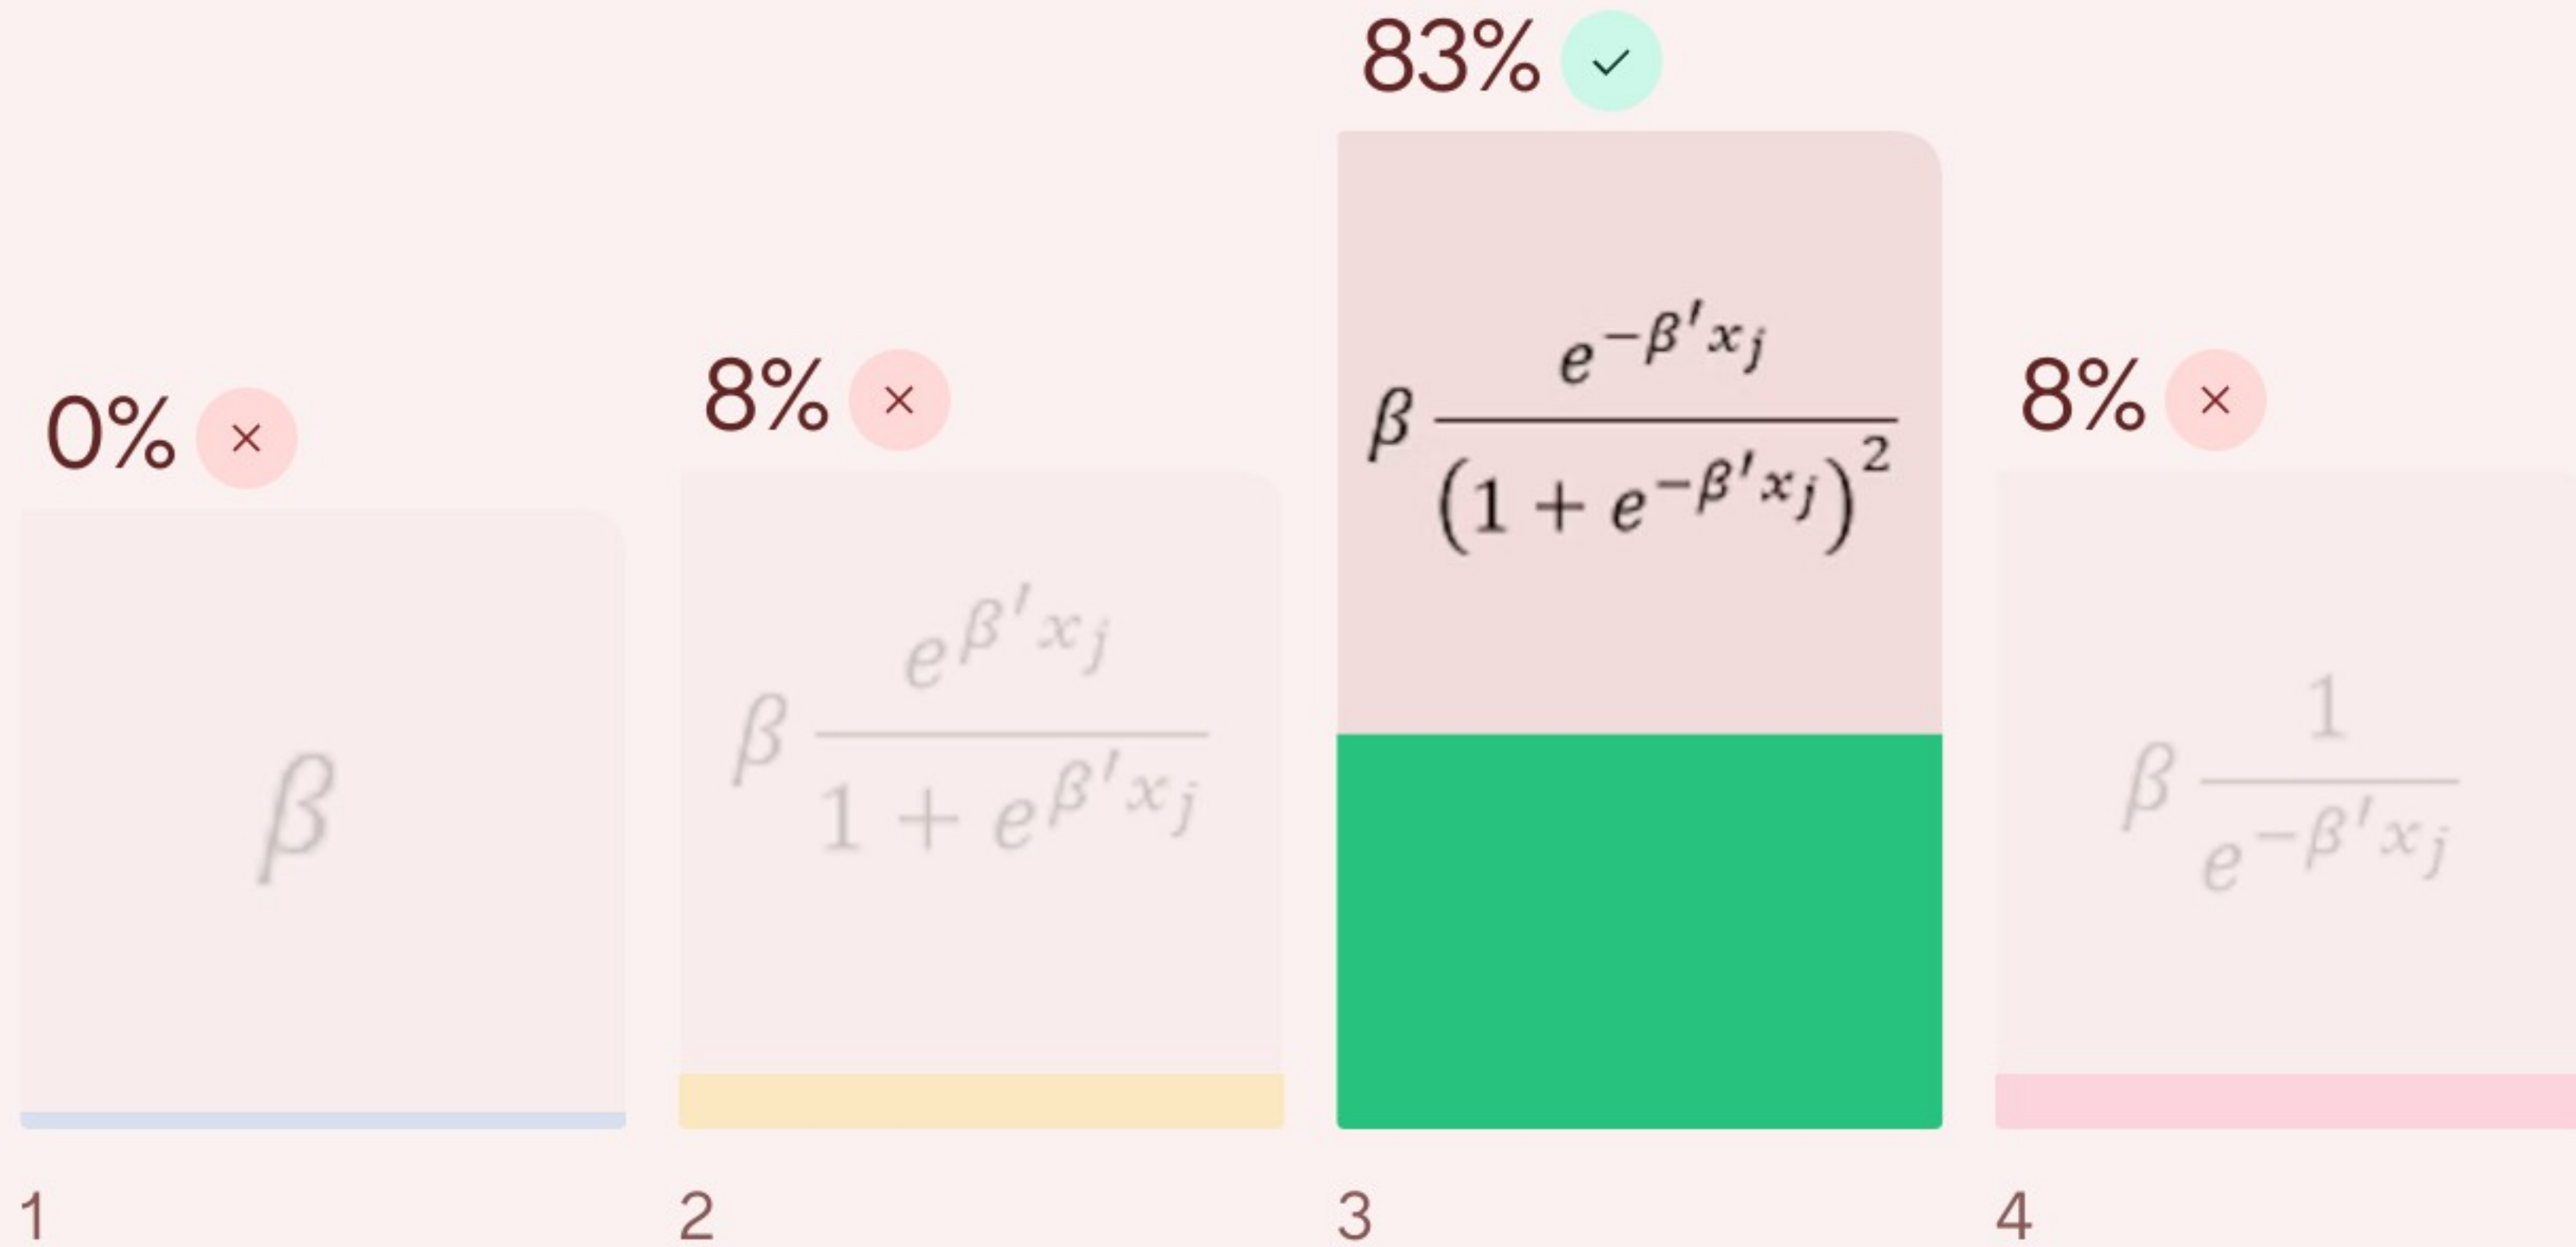 0%
β
1
8%
β e^{β′x_j} / (1 + e^{β′x_j})
2
83%
β e^{−β′x_j} / (1 + e^{−β′x_j})^2
3
8%
β 1 / e^{−β′x_j}
4